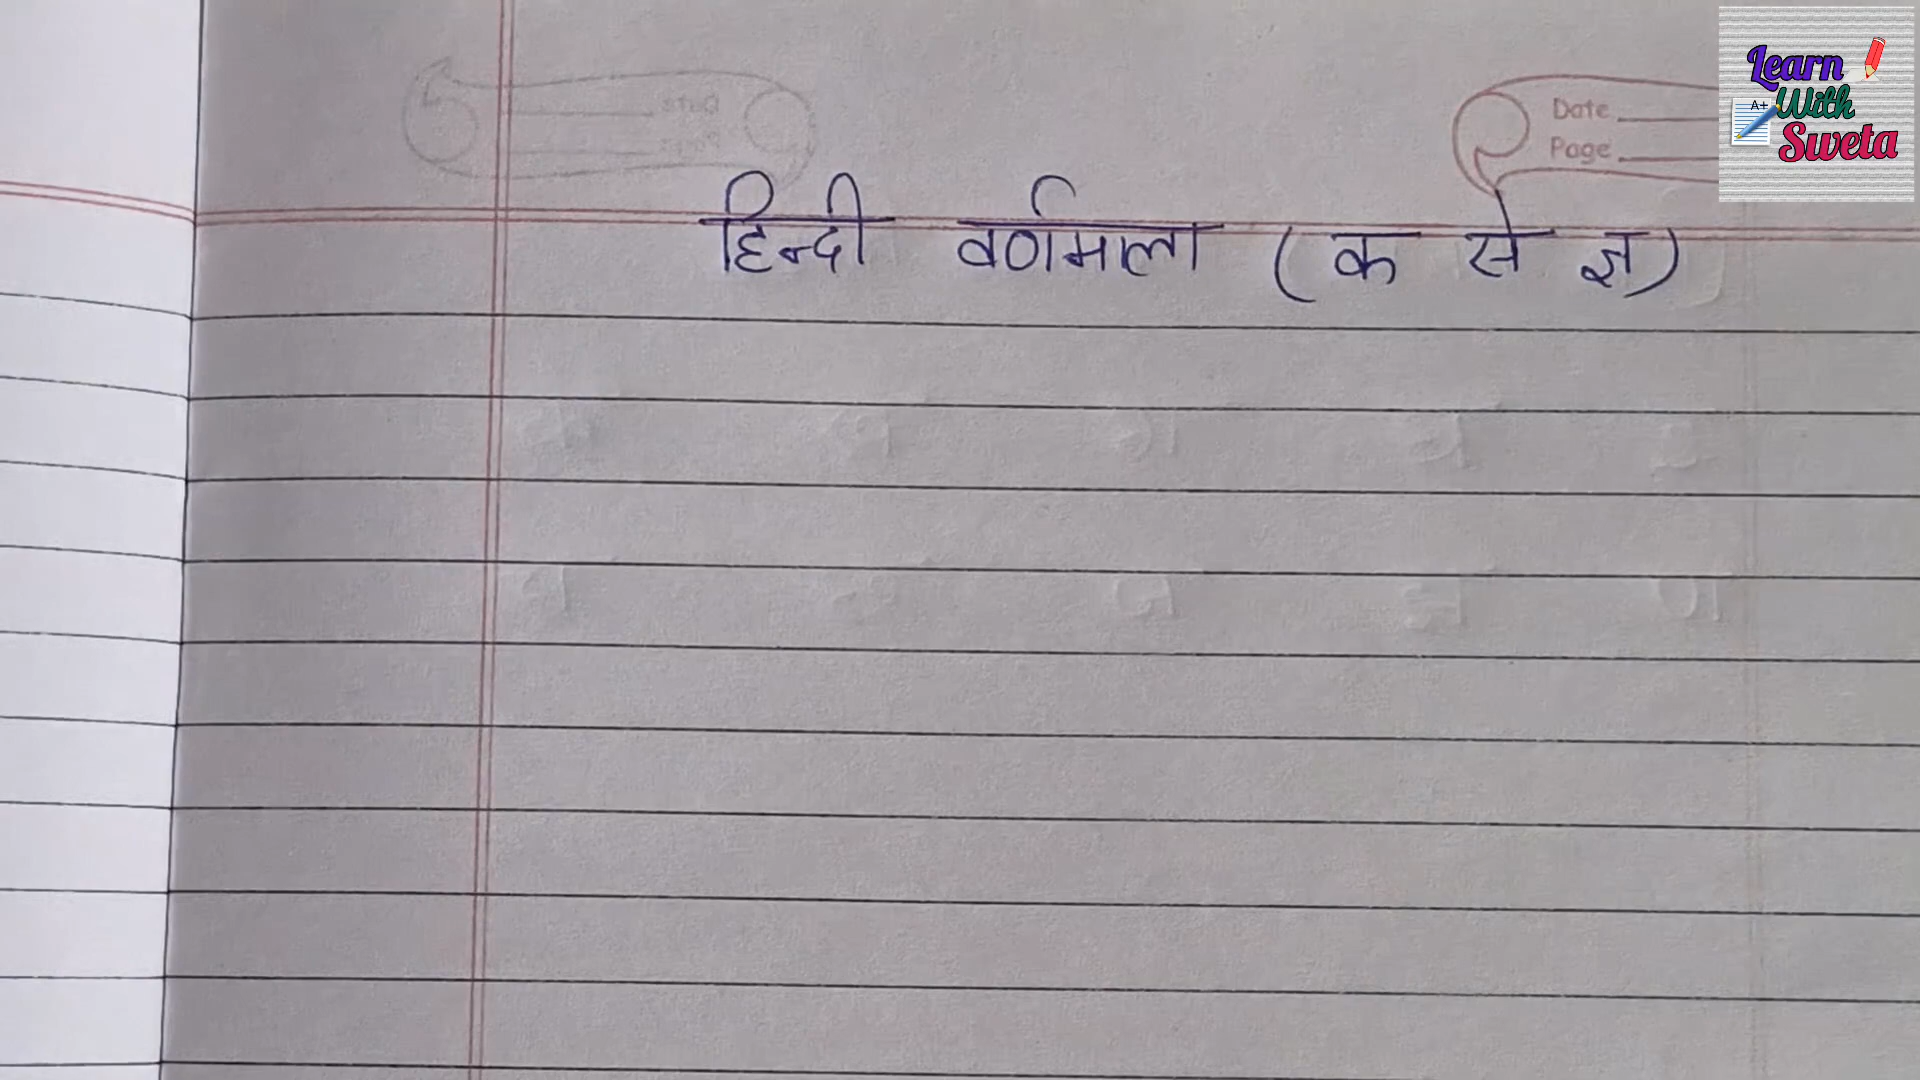 Learn
With
Sweta
A+
Date
Page
हिन्दी वर्णमाला ( क से ज्ञ )